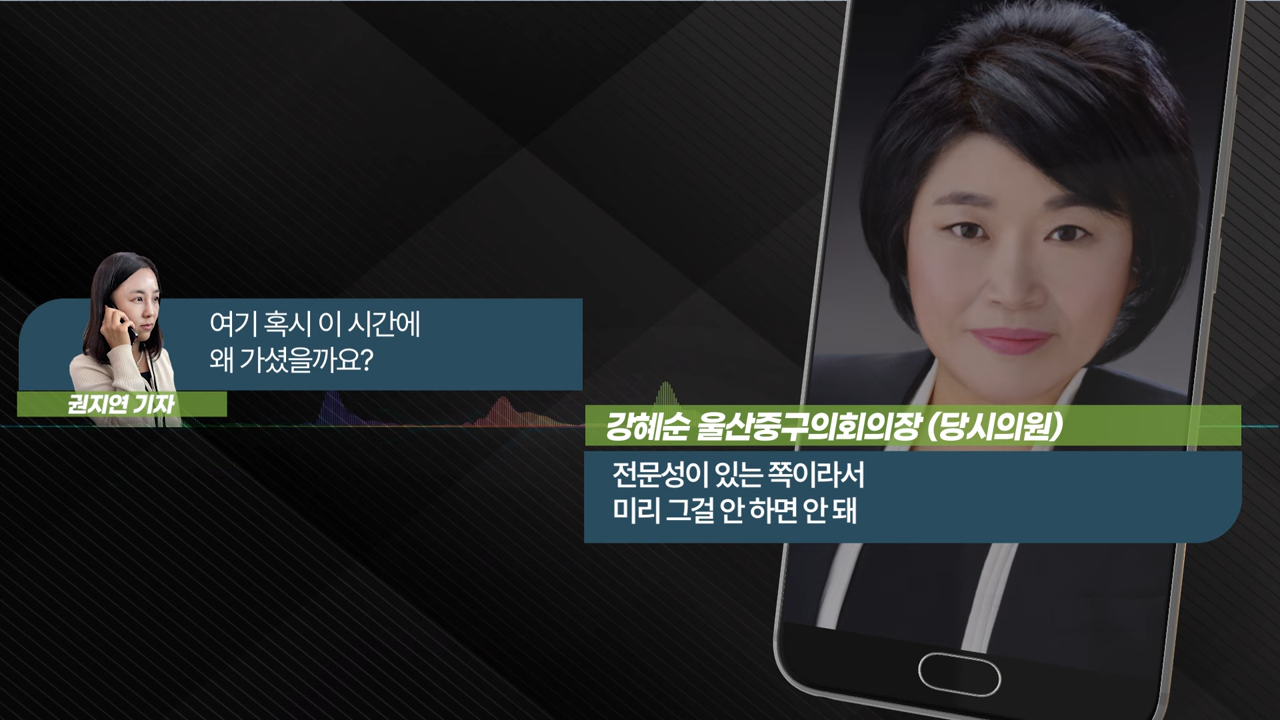 여기 혹시 이 시간에
왜 가셨을까요?
권지연 기자
강혜순 울산중구의회의장 (당시의원)
전문성이 있는 쪽이라서
미리 그걸 안 하면 안 돼